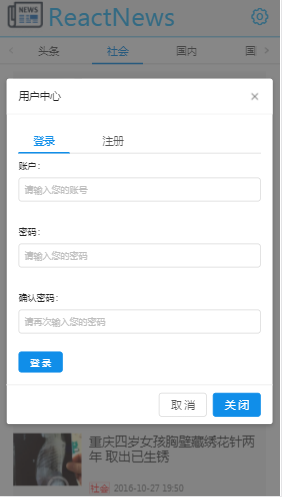 NEWS
ReactNews
头条 社会 国内 国
用户中心 ×
登录 注册
账户：
请输入您的账号
密码：
请输入您的密码
确认密码：
请再次输入您的密码
登录
取消 关闭
重庆四岁女孩胸壁藏绣花针两
年 取出已生锈
社会 2016-10-27 19:50